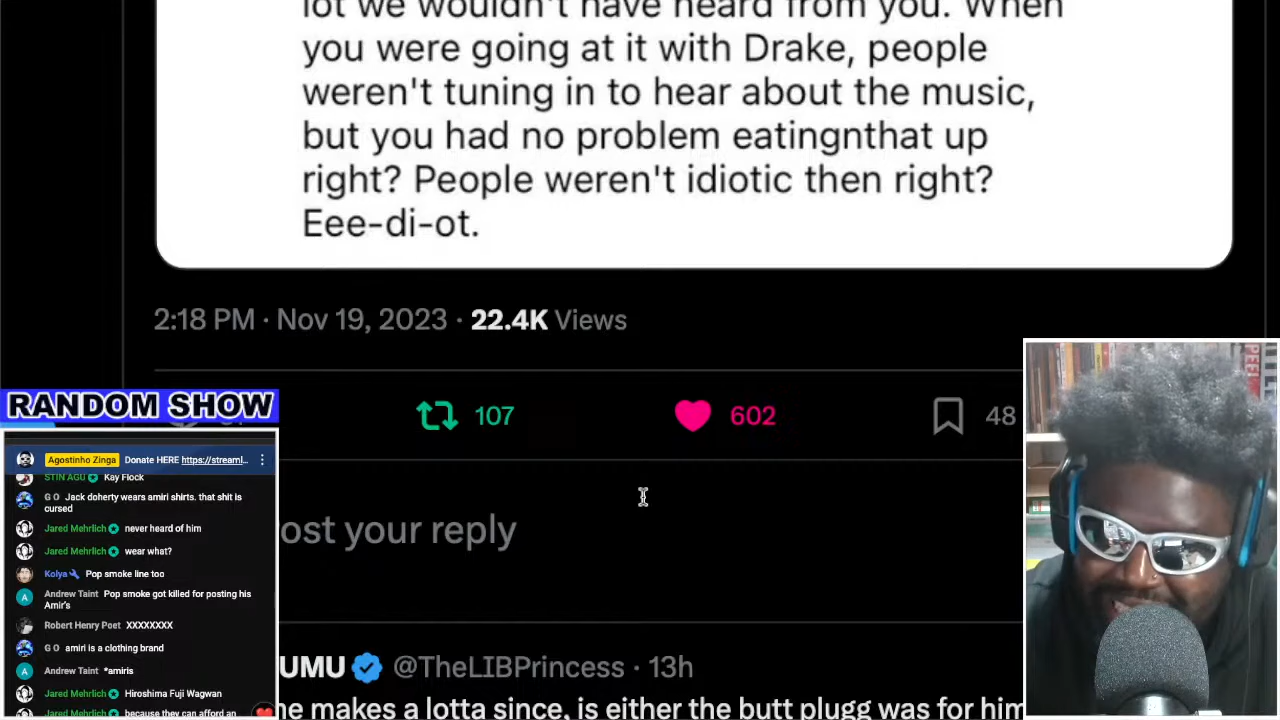 lot we wouldn't have heard from you. When
you were going at it with Drake, people
weren't tuning in to hear about the music,
but you had no problem eatingnthat up
right? People weren't idiotic then right?
Eee-di-ot.
2:18 PM · Nov 19, 2023 · 22.4K Views
107
602
48
RANDOM SHOW
Agostinho Zinga Donate HERE https://streaml...
STIN AGU Kay Flock
G O Jack doherty wears amiri shirts. that shit is
cursed
Jared Mehrlich never heard of him
Jared Mehrlich wear what?
Kolya Pop smoke line too
Andrew Taint Pop smoke got killed for posting his
Amir's
Robert Henry Poet XXXXXXXX
G O amiri is a clothing brand
Andrew Taint *amiris
Jared Mehrlich Hiroshima Fuji Wagwan
Jared Mehrlich because they can afford an
ost your reply
UMU @TheLIBPrincess · 13h
he makes a lotta since, is either the butt plugg was for him